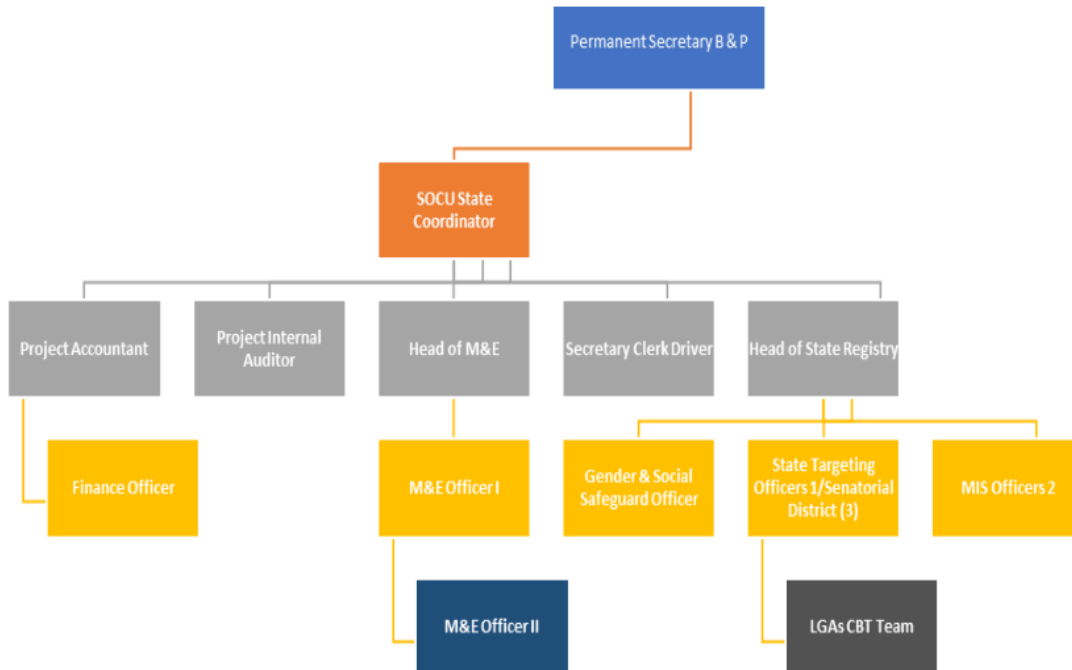 Permanent Secretary B & P
SOCU State
Coordinator
Project Accountant
Project Internal
Auditor
Head of M&E
Secretary Clerk Driver
Head of State Registry
Finance Officer
M&E Officer I
Gender & Social
Safeguard Officer
State Targeting
Officers 1/Senatorial
District (3)
MIS Officers 2
M&E Officer II
LGAs CBT Team